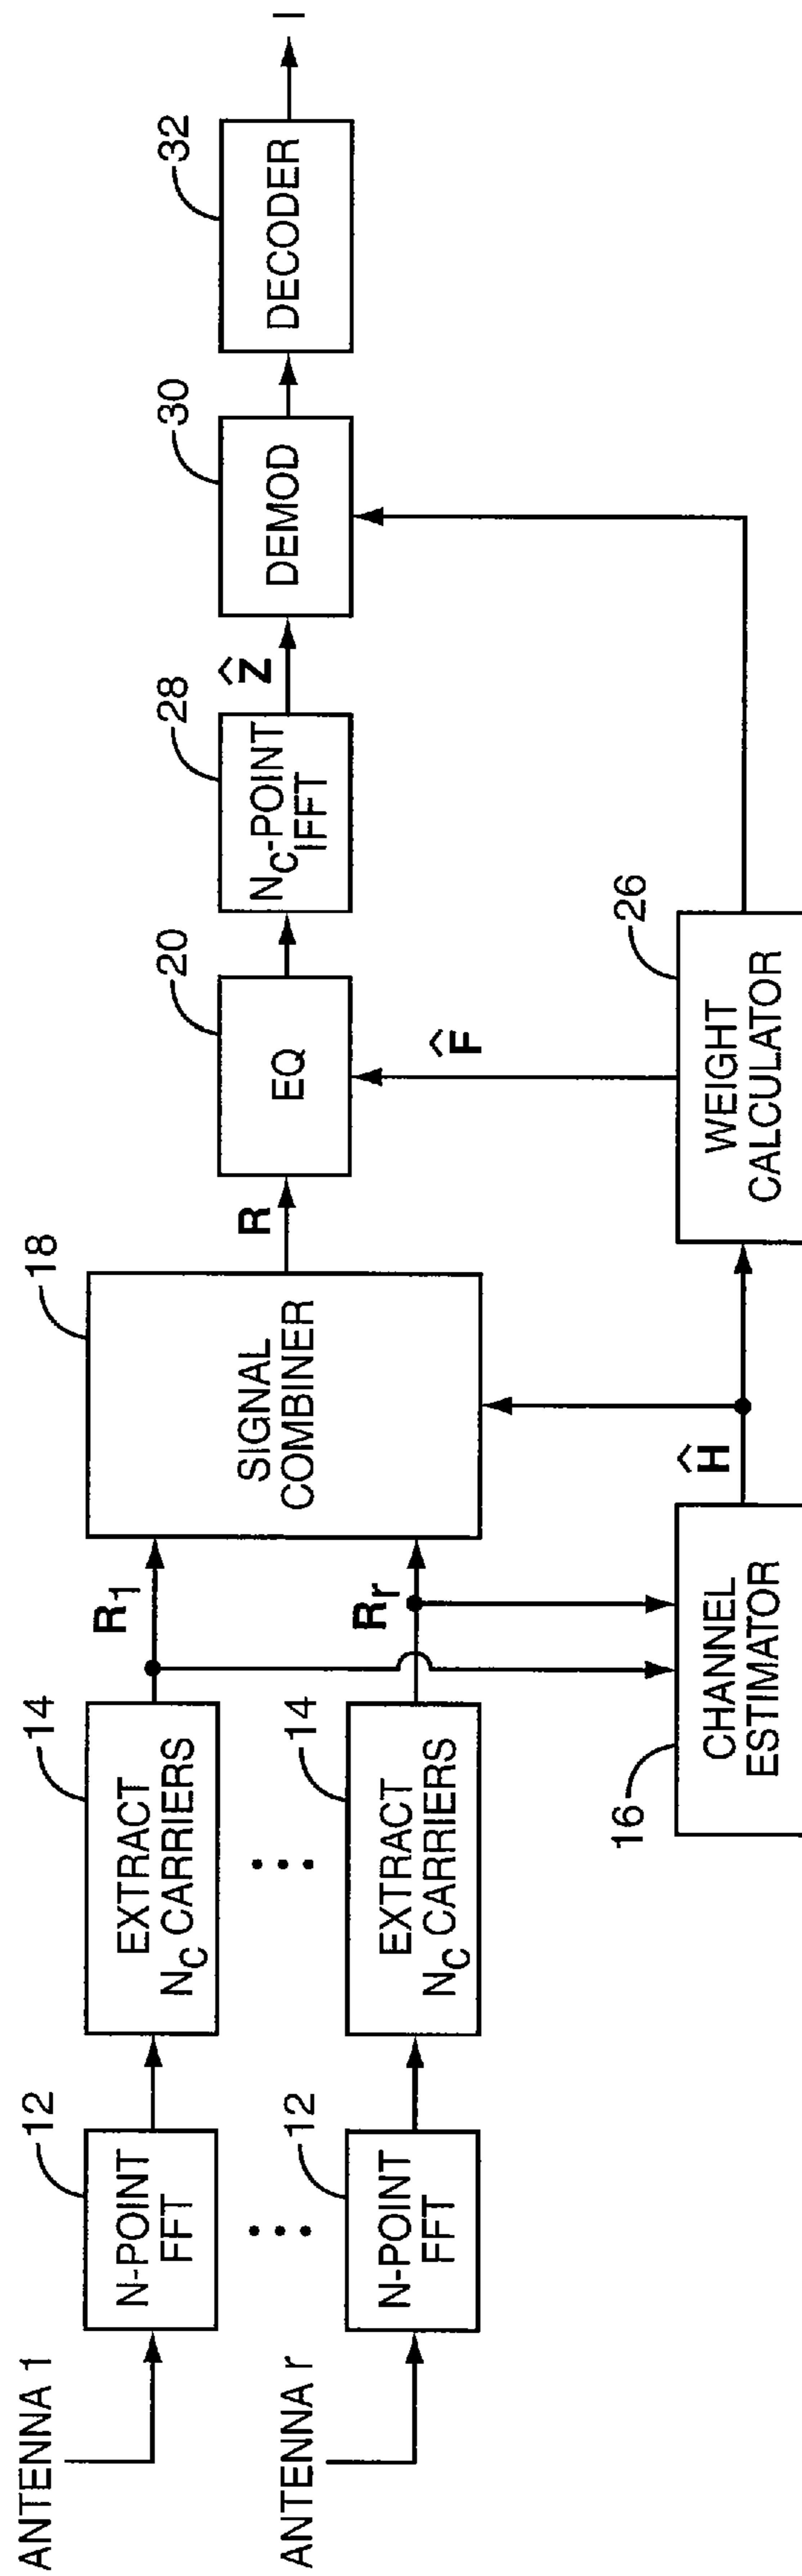 ANTENNA 1
12
N-POINT
FFT
14
EXTRACT
N_C CARRIERS
R_1
ANTENNA r
12
N-POINT
FFT
14
EXTRACT
N_C CARRIERS
R_r
18
SIGNAL
COMBINER
R
20
EQ
28
N_C-POINT
IFFT
Ẑ
30
DEMOD
32
DECODER
I
16
CHANNEL
ESTIMATOR
Ĥ
26
WEIGHT
CALCULATOR
F̂